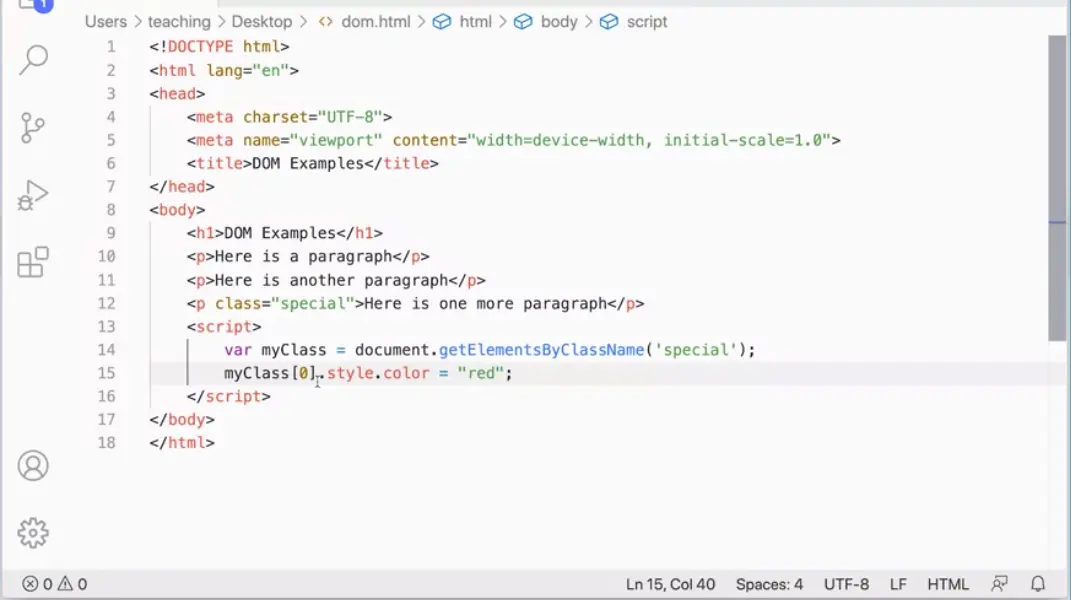 1
Users > teaching > Desktop > <> dom.html > html > body > script
1 <!DOCTYPE html>
2 <html lang="en">
3 <head>
4     <meta charset="UTF-8">
5     <meta name="viewport" content="width=device-width, initial-scale=1.0">
6     <title>DOM Examples</title>
7 </head>
8 <body>
9     <h1>DOM Examples</h1>
10     <p>Here is a paragraph</p>
11     <p>Here is another paragraph</p>
12     <p class="special">Here is one more paragraph</p>
13     <script>
14         var myClass = document.getElementsByClassName('special');
15         myClass[0].style.color = "red";
16     </script>
17 </body>
18 </html>
0 0 Ln 15, Col 40 Spaces: 4 UTF-8 LF HTML